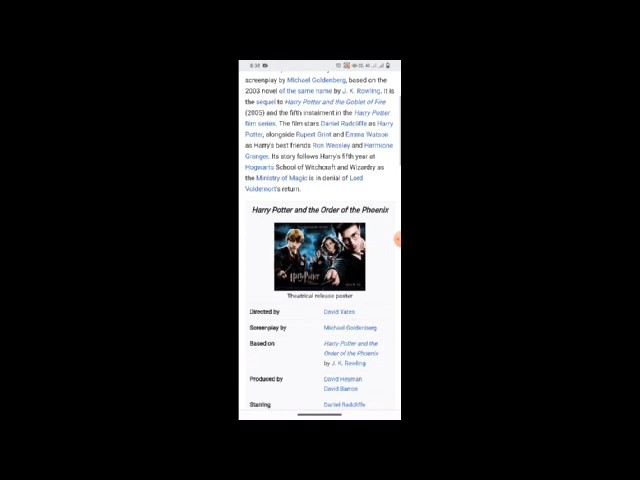 screenplay by Michael Goldenberg, based on the
2003 novel of the same name by J. K. Rowling. It is
the sequel to Harry Potter and the Goblet of Fire
(2005) and the fifth instalment in the Harry Potter
film series. The film stars Daniel Radcliffe as Harry
Potter, alongside Rupert Grint and Emma Watson
as Harry's best friends Ron Weasley and Hermione
Granger. Its story follows Harry's fifth year at
Hogwarts School of Witchcraft and Wizardry as
the Ministry of Magic is in denial of Lord
Voldemort's return.
Harry Potter and the Order of the Phoenix
Harry Potter
Theatrical release poster
Directed by David Yates
Screenplay by Michael Goldenberg
Based on Harry Potter and the
Order of the Phoenix
by J. K. Rowling
Produced by David Heyman
David Barron
Starring Daniel Radcliffe